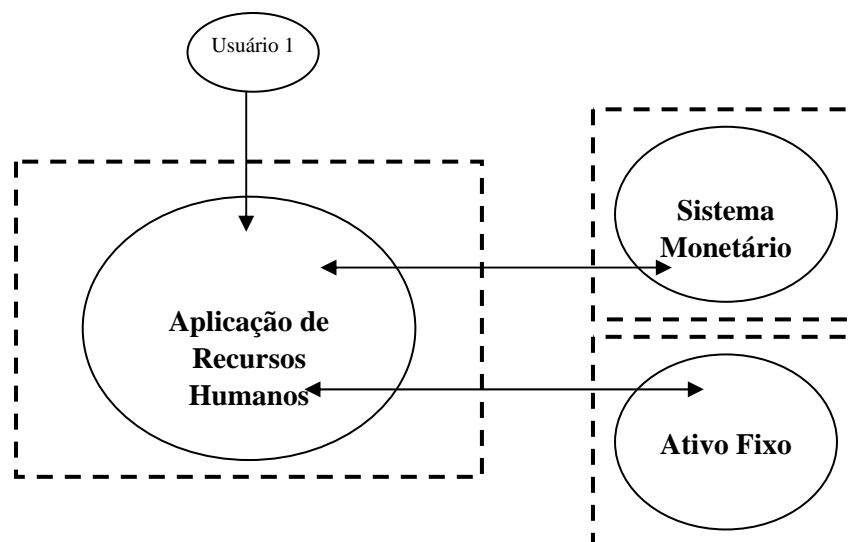 Usuário 1
Sistema
Monetário
Aplicação de
Recursos
Humanos
Ativo Fixo